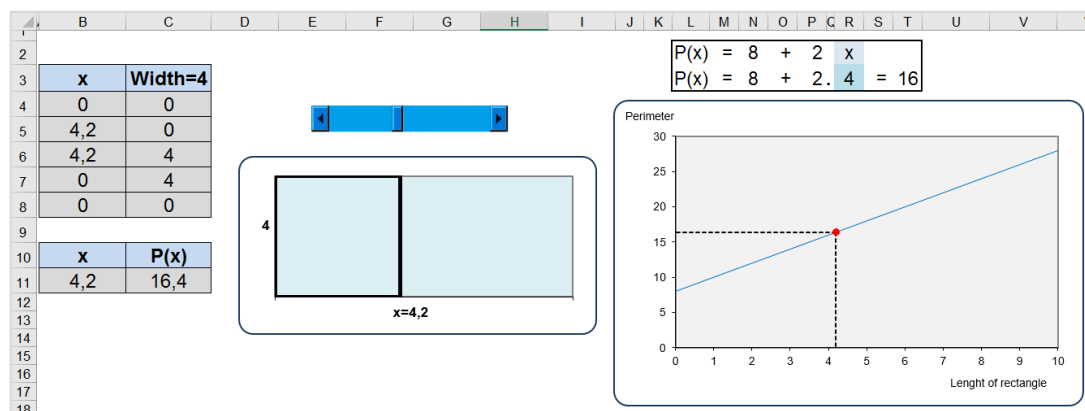 B C D E F G H I J K L M N O P Q R S T U V
1
2 P(x) = 8 + 2 x
3 x Width=4 P(x) = 8 + 2. 4 = 16
4 0 0
5 4,2 0
6 4,2 4
7 0 4
8 0 0
9
10 x P(x)
11 4,2 16,4
12
13
14
15
16
17
18
4
x=4,2
Perimeter
30
25
20
15
10
5
0
0 1 2 3 4 5 6 7 8 9 10
Lenght of rectangle